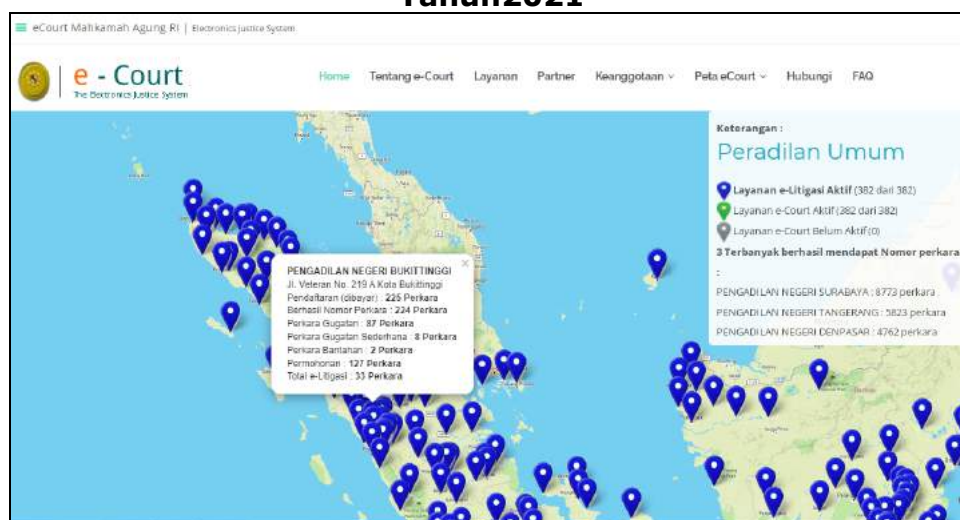 Tahun2021
eCourt Mahkamah Agung RI | Electronics Justice System
e - Court
The Electronics Justice System
Home Tentang e-Court Layanan Partner Keanggotaan Peta eCourt Hubungi FAQ
Keterangan :
Peradilan Umum
Layanan e-Litigasi Aktif (382 dari 382)
Layanan e-Court Aktif (382 dari 382)
Layanan e-Court Belum Aktif (0)
3 Terbanyak berhasil mendapat Nomor perkara
:
PENGADILAN NEGERI SURABAYA : 8773 perkara
PENGADILAN NEGERI TANGERANG : 5823 perkara
PENGADILAN NEGERI DENPASAR : 4762 perkara
PENGADILAN NEGERI BUKITTINGGI
Jl. Veteran No. 219 A Kota Bukittinggi
Pendaftaran (dibayar) : 225 Perkara
Berhasil Nomor Perkara : 224 Perkara
Perkara Gugatan : 87 Perkara
Perkara Gugatan Sederhana : 8 Perkara
Perkara Bantahan : 2 Perkara
Permohonan : 127 Perkara
Total e-Litigasi : 33 Perkara